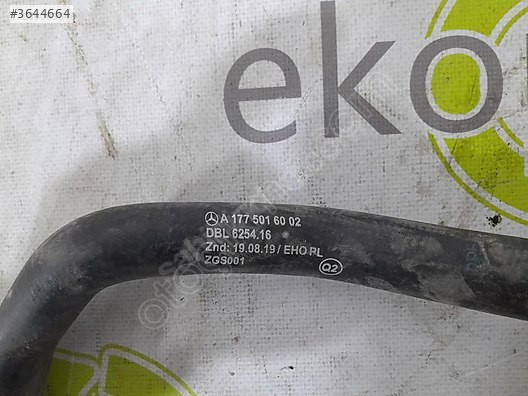 #3644664
eko
A 177 501 60 02
DBL 6254.16
Znd: 19.08.19 / EHO PL
ZGS001
Q2